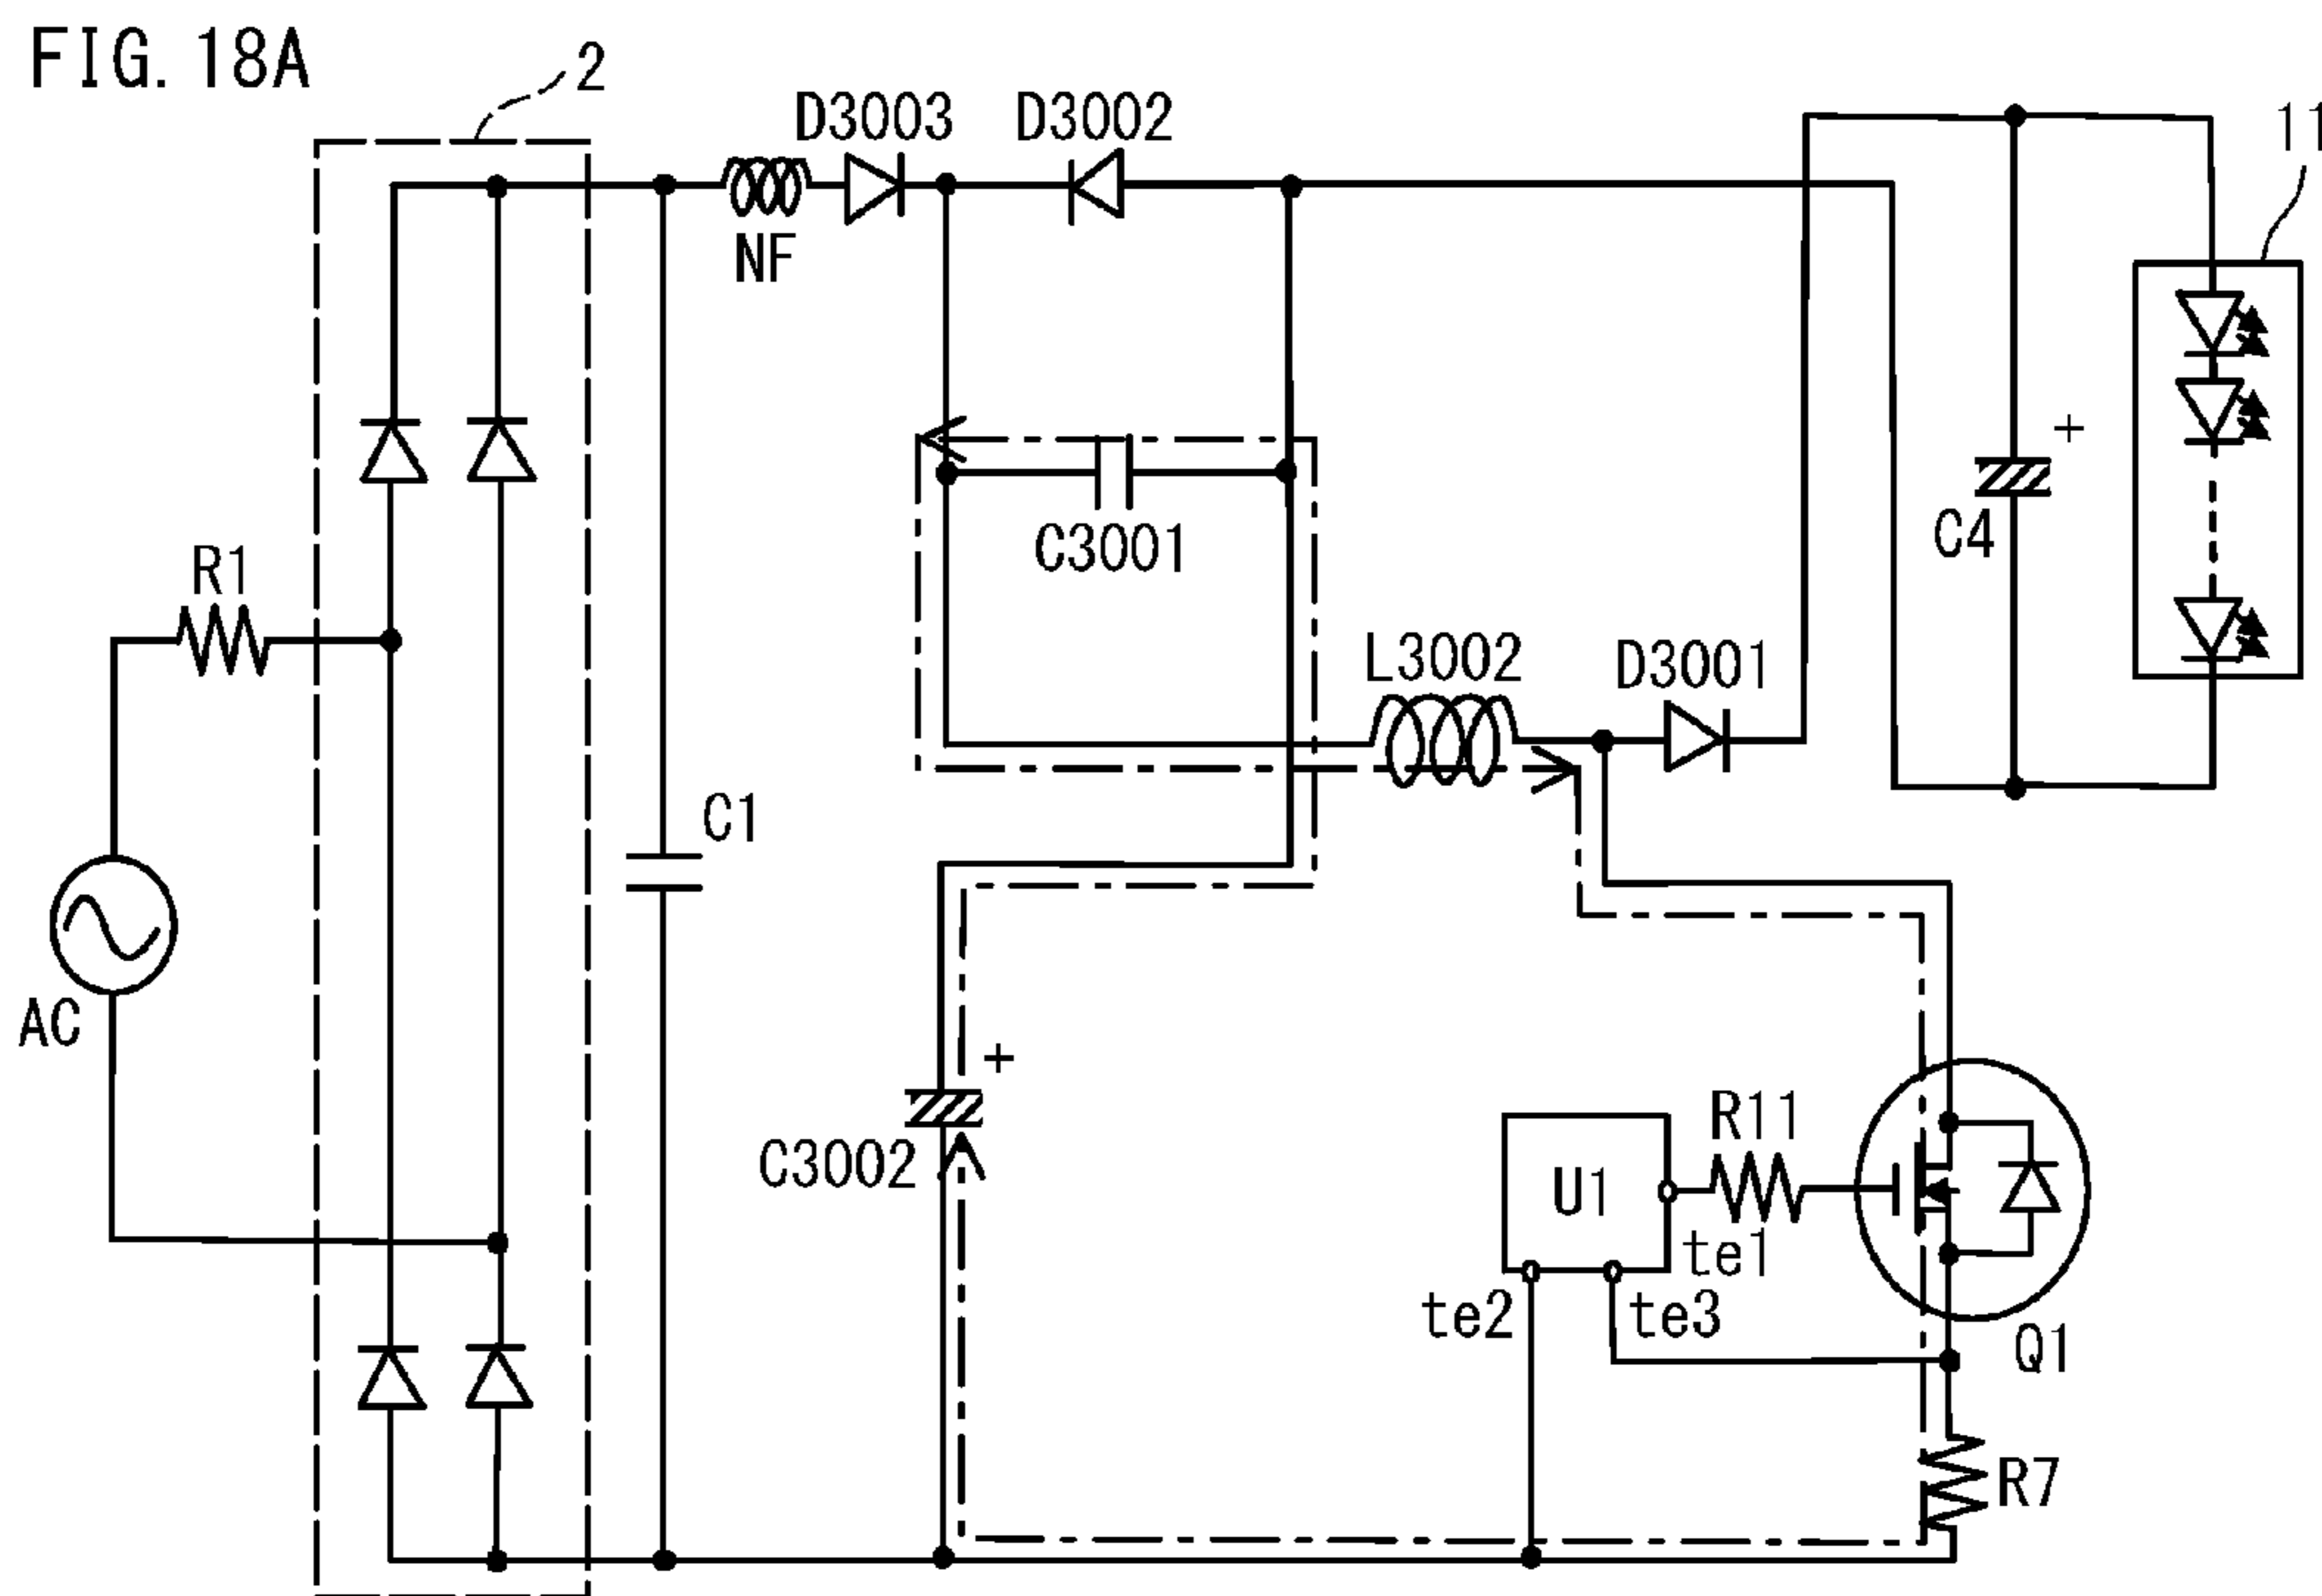 FIG. 18A
2
D3003
D3002
11
NF
+
C4
C3001
R1
L3002
D3001
C1
AC
+
C3002
R11
U1
te1
te2
te3
Q1
R7